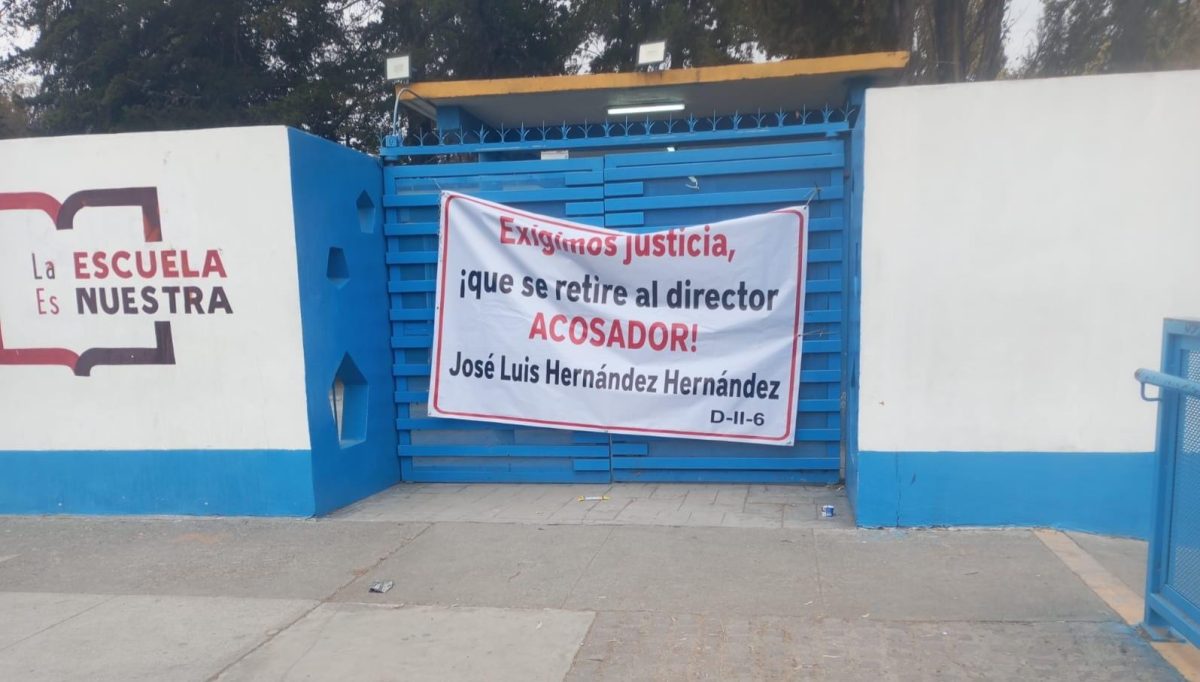 La ESCUELA
Es NUESTRA
Exigimos justicia,
¡que se retire al director
ACOSADOR!
José Luis Hernández Hernández
D-II-6